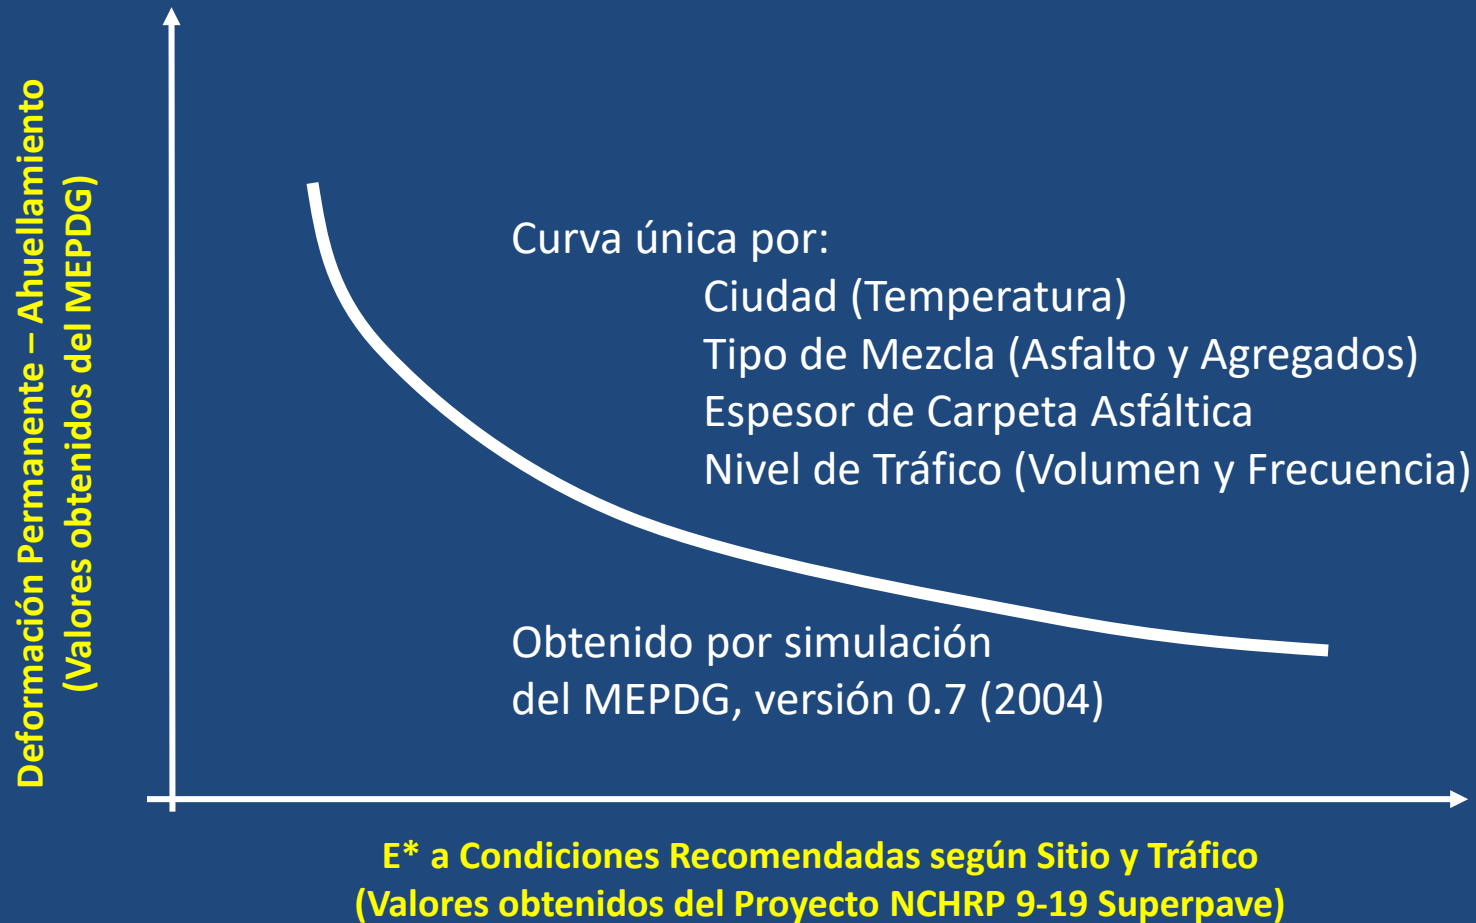 Deformación Permanente – Ahuellamiento
(Valores obtenidos del MEPDG)
Curva única por:
Ciudad (Temperatura)
Tipo de Mezcla (Asfalto y Agregados)
Espesor de Carpeta Asfáltica
Nivel de Tráfico (Volumen y Frecuencia)
Obtenido por simulación
del MEPDG, versión 0.7 (2004)
E* a Condiciones Recomendadas según Sitio y Tráfico
(Valores obtenidos del Proyecto NCHRP 9-19 Superpave)